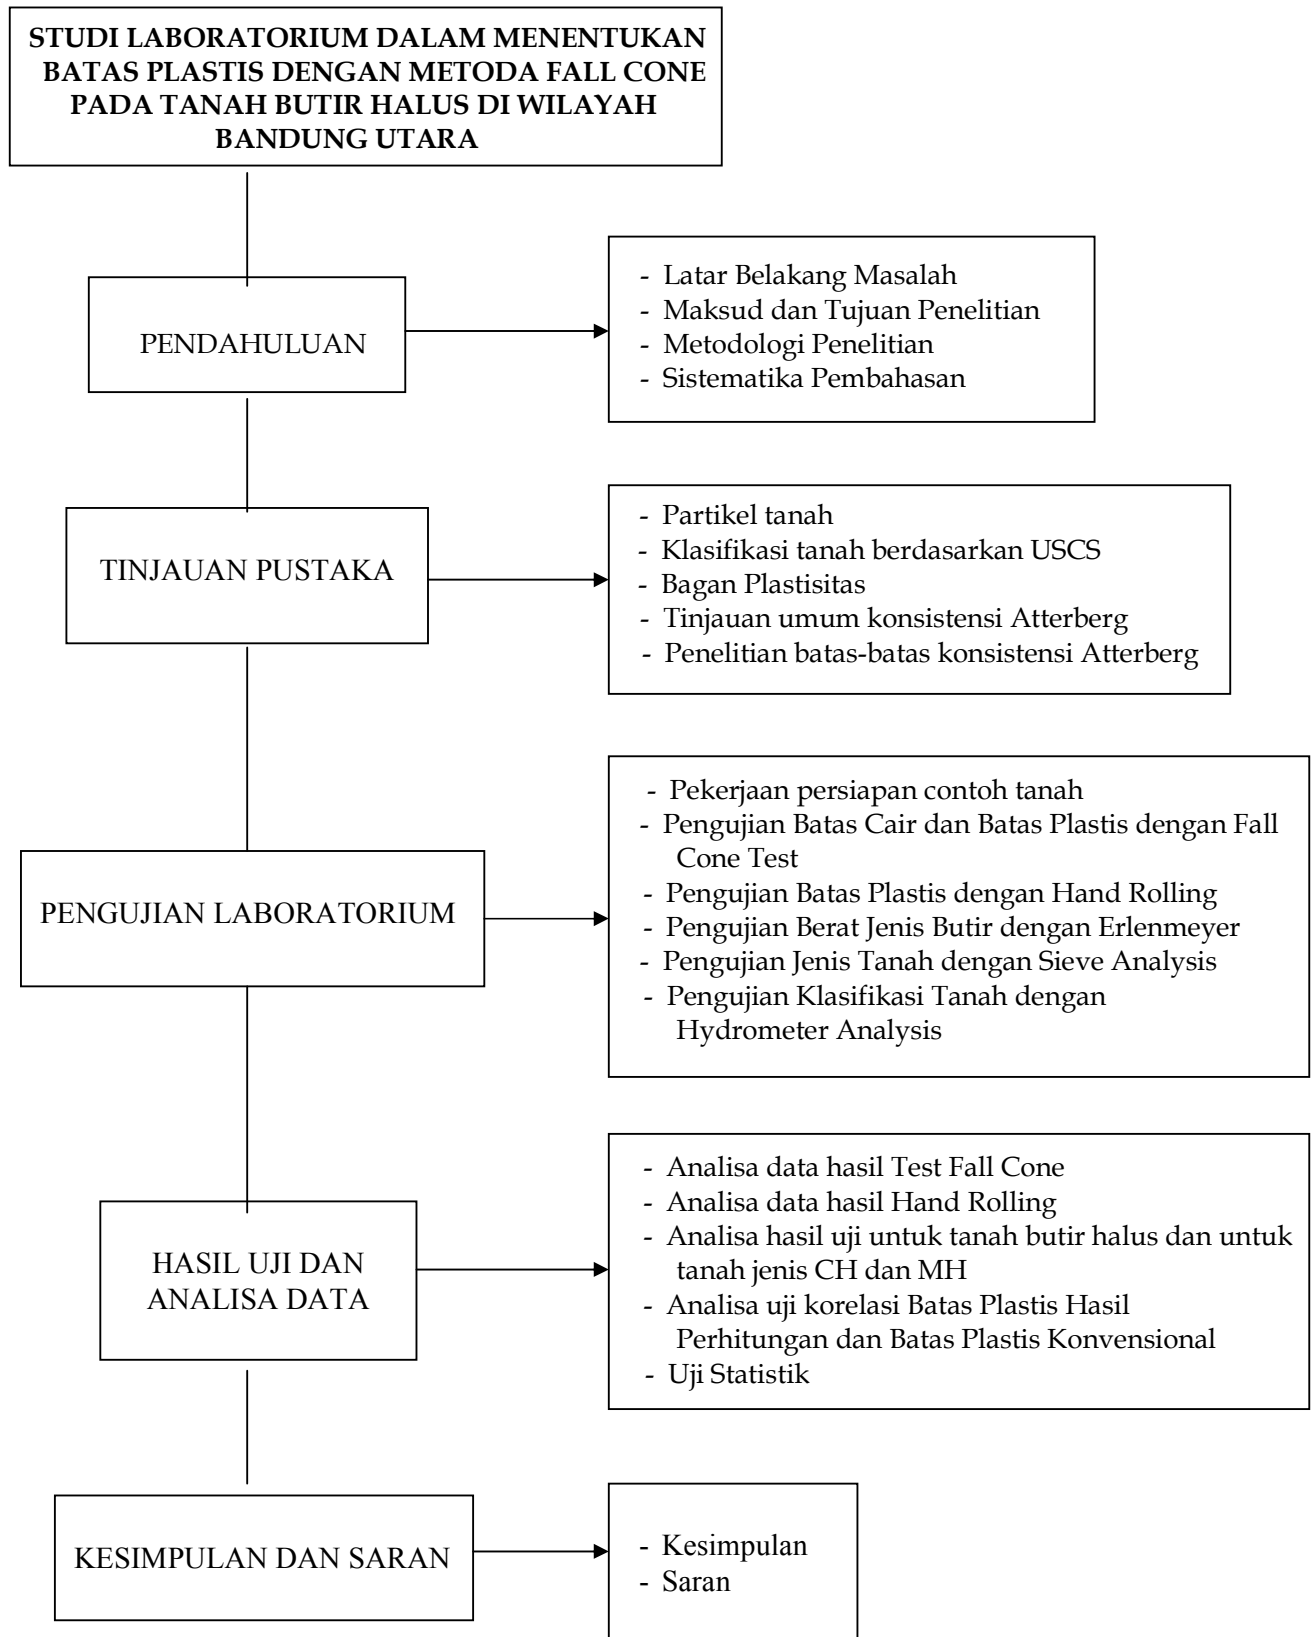 STUDI LABORATORIUM DALAM MENENTUKAN
BATAS PLASTIS DENGAN METODA FALL CONE
PADA TANAH BUTIR HALUS DI WILAYAH
BANDUNG UTARA
PENDAHULUAN
- Latar Belakang Masalah
- Maksud dan Tujuan Penelitian
- Metodologi Penelitian
- Sistematika Pembahasan
TINJAUAN PUSTAKA
- Partikel tanah
- Klasifikasi tanah berdasarkan USCS
- Bagan Plastisitas
- Tinjauan umum konsistensi Atterberg
- Penelitian batas-batas konsistensi Atterberg
PENGUJIAN LABORATORIUM
- Pekerjaan persiapan contoh tanah
- Pengujian Batas Cair dan Batas Plastis dengan Fall
Cone Test
- Pengujian Batas Plastis dengan Hand Rolling
- Pengujian Berat Jenis Butir dengan Erlenmeyer
- Pengujian Jenis Tanah dengan Sieve Analysis
- Pengujian Klasifikasi Tanah dengan
Hydrometer Analysis
HASIL UJI DAN
ANALISA DATA
- Analisa data hasil Test Fall Cone
- Analisa data hasil Hand Rolling
- Analisa hasil uji untuk tanah butir halus dan untuk
tanah jenis CH dan MH
- Analisa uji korelasi Batas Plastis Hasil
Perhitungan dan Batas Plastis Konvensional
- Uji Statistik
KESIMPULAN DAN SARAN
- Kesimpulan
- Saran